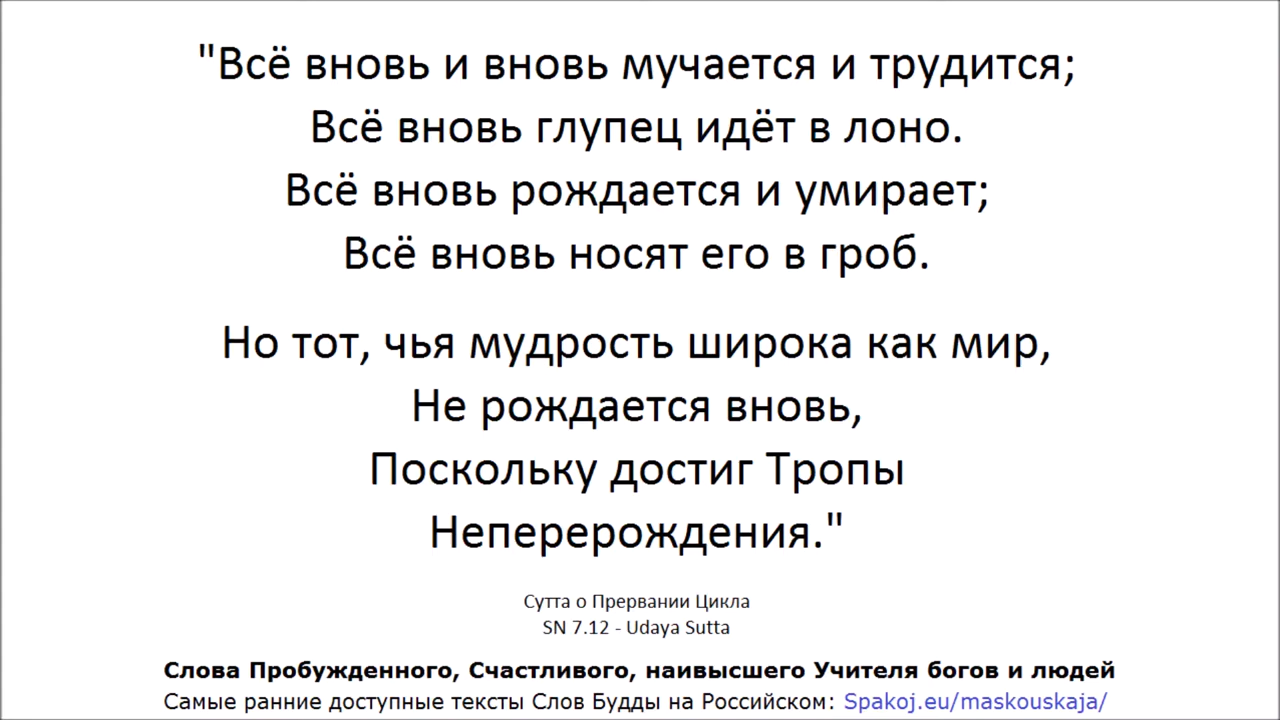 "Всё вновь и вновь мучается и трудится;
Всё вновь глупец идёт в лоно.
Всё вновь рождается и умирает;
Всё вновь носят его в гроб.
Но тот, чья мудрость широка как мир,
Не рождается вновь,
Поскольку достиг Тропы
Неперерождения."
Сутта о Прервании Цикла
SN 7.12 - Udaya Sutta
Слова Пробужденного, Счастливого, наивысшего Учителя богов и людей
Самые ранние доступные тексты Слов Будды на Российском: Spakoj.eu/maskouskaja/